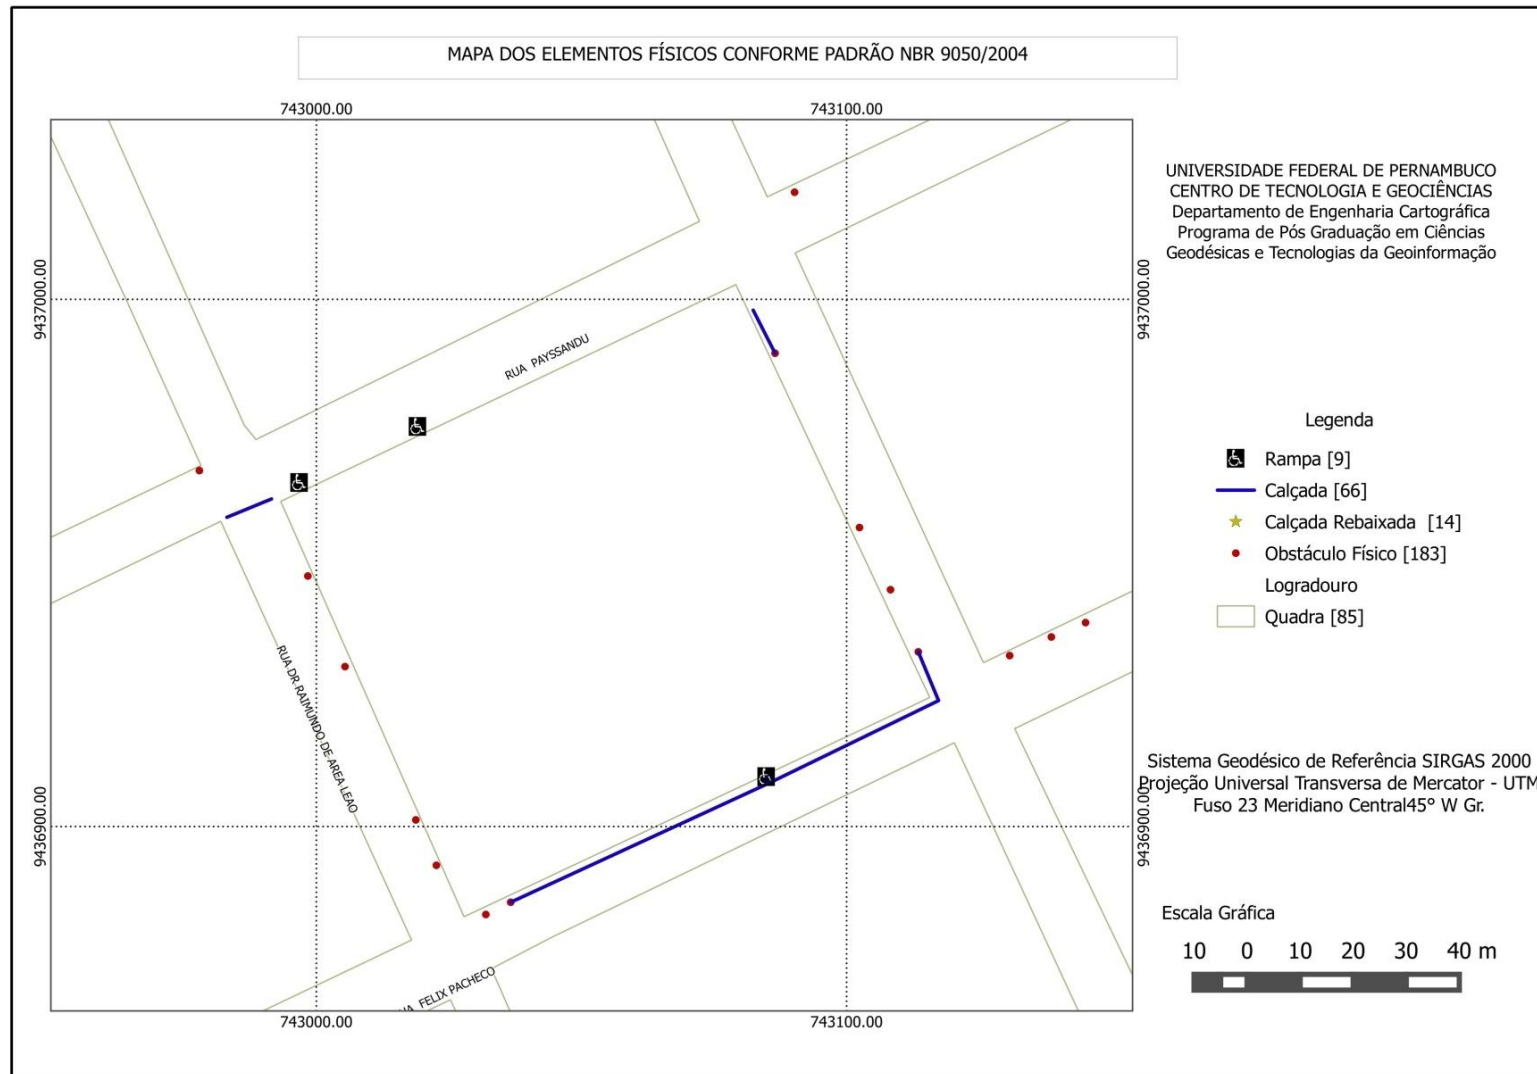 MAPA DOS ELEMENTOS FÍSICOS CONFORME PADRÃO NBR 9050/2004
743000.00
743100.00
9437000.00
9437000.00
9436900.00
9436900.00
743000.00
743100.00
RUA PAYSSANDU
RUA DR. RAIMUNDO DE AREA LEAO
FELIX PACHECO
UNIVERSIDADE FEDERAL DE PERNAMBUCO
CENTRO DE TECNOLOGIA E GEOCIÊNCIAS
Departamento de Engenharia Cartográfica
Programa de Pós Graduação em Ciências
Geodésicas e Tecnologias da Geoinformação
Legenda
Rampa [9]
Calçada [66]
Calçada Rebaixada [14]
Obstáculo Físico [183]
Logradouro
Quadra [85]
Sistema Geodésico de Referência SIRGAS 2000
Projeção Universal Transversa de Mercator - UTM
Fuso 23 Meridiano Central45° W Gr.
Escala Gráfica
10 0 10 20 30 40 m